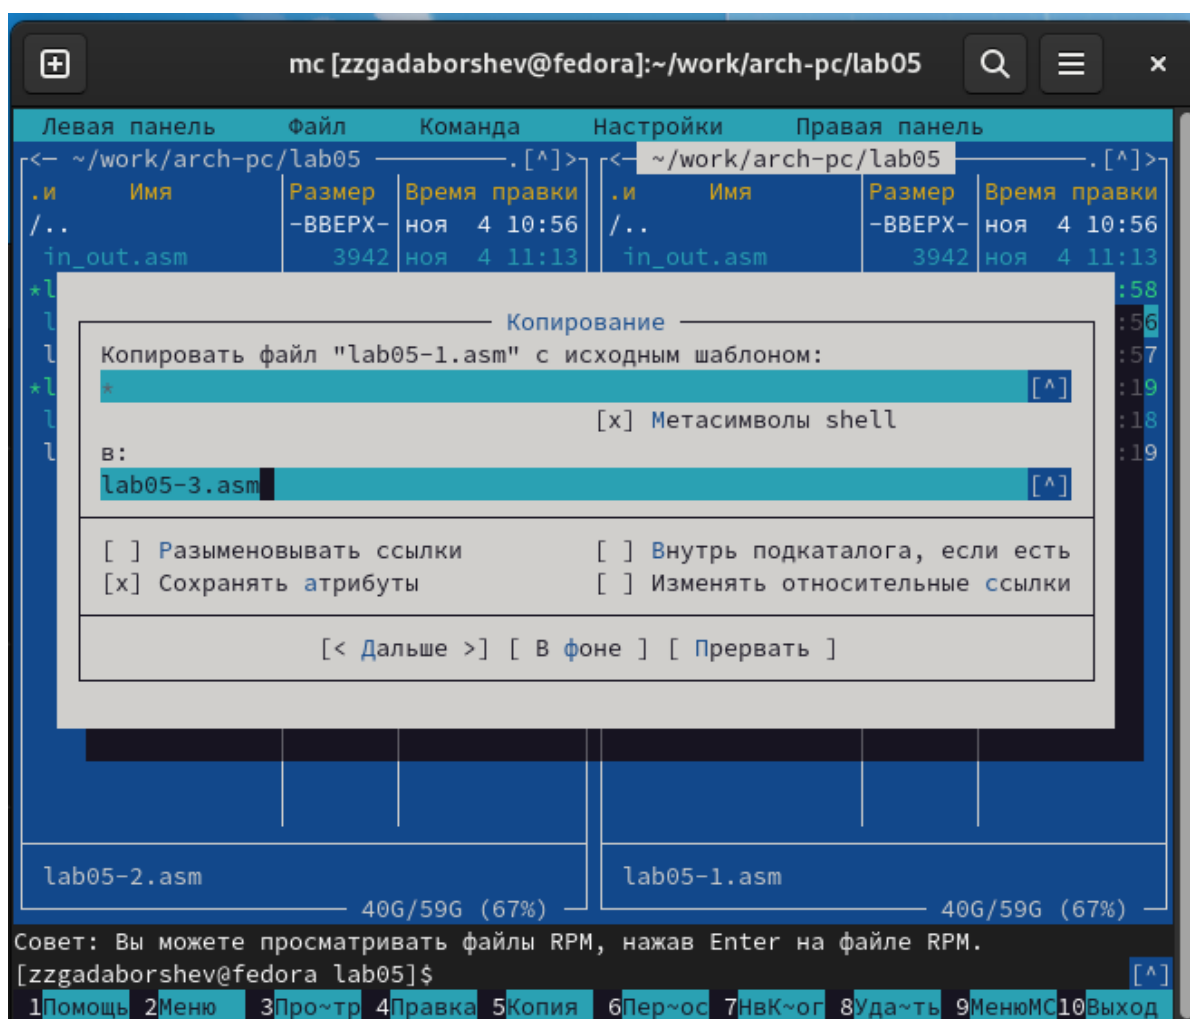 mc [zzgadaborshev@fedora]:~/work/arch-pc/lab05
Левая панель Файл Команда Настройки Правая панель
<— ~/work/arch-pc/lab05 .[^]> <— ~/work/arch-pc/lab05 .[^]>
.и Имя Размер Время правки .и Имя Размер Время правки
/.. -ВВЕРХ- ноя 4 10:56 /.. -ВВЕРХ- ноя 4 10:56
in_out.asm 3942 ноя 4 11:13 in_out.asm 3942 ноя 4 11:13
*l :58
l Копирование :56
l Копировать файл "lab05-1.asm" с исходным шаблоном: :57
*l * [^] :19
l [x] Метасимволы shell :18
l в: :19
lab05-3.asm [^]
[ ] Разыменовывать ссылки [ ] Внутрь подкаталога, если есть
[x] Сохранять атрибуты [ ] Изменять относительные ссылки
[< Дальше >] [ В фоне ] [ Прервать ]
lab05-2.asm lab05-1.asm
40G/59G (67%) 40G/59G (67%)
Совет: Вы можете просматривать файлы RPM, нажав Enter на файле RPM.
[zzgadaborshev@fedora lab05]$ [^]
1Помощь 2Меню 3Про~тр 4Правка 5Копия 6Пер~ос 7НвК~ог 8Уда~ть 9МенюMC 10Выход